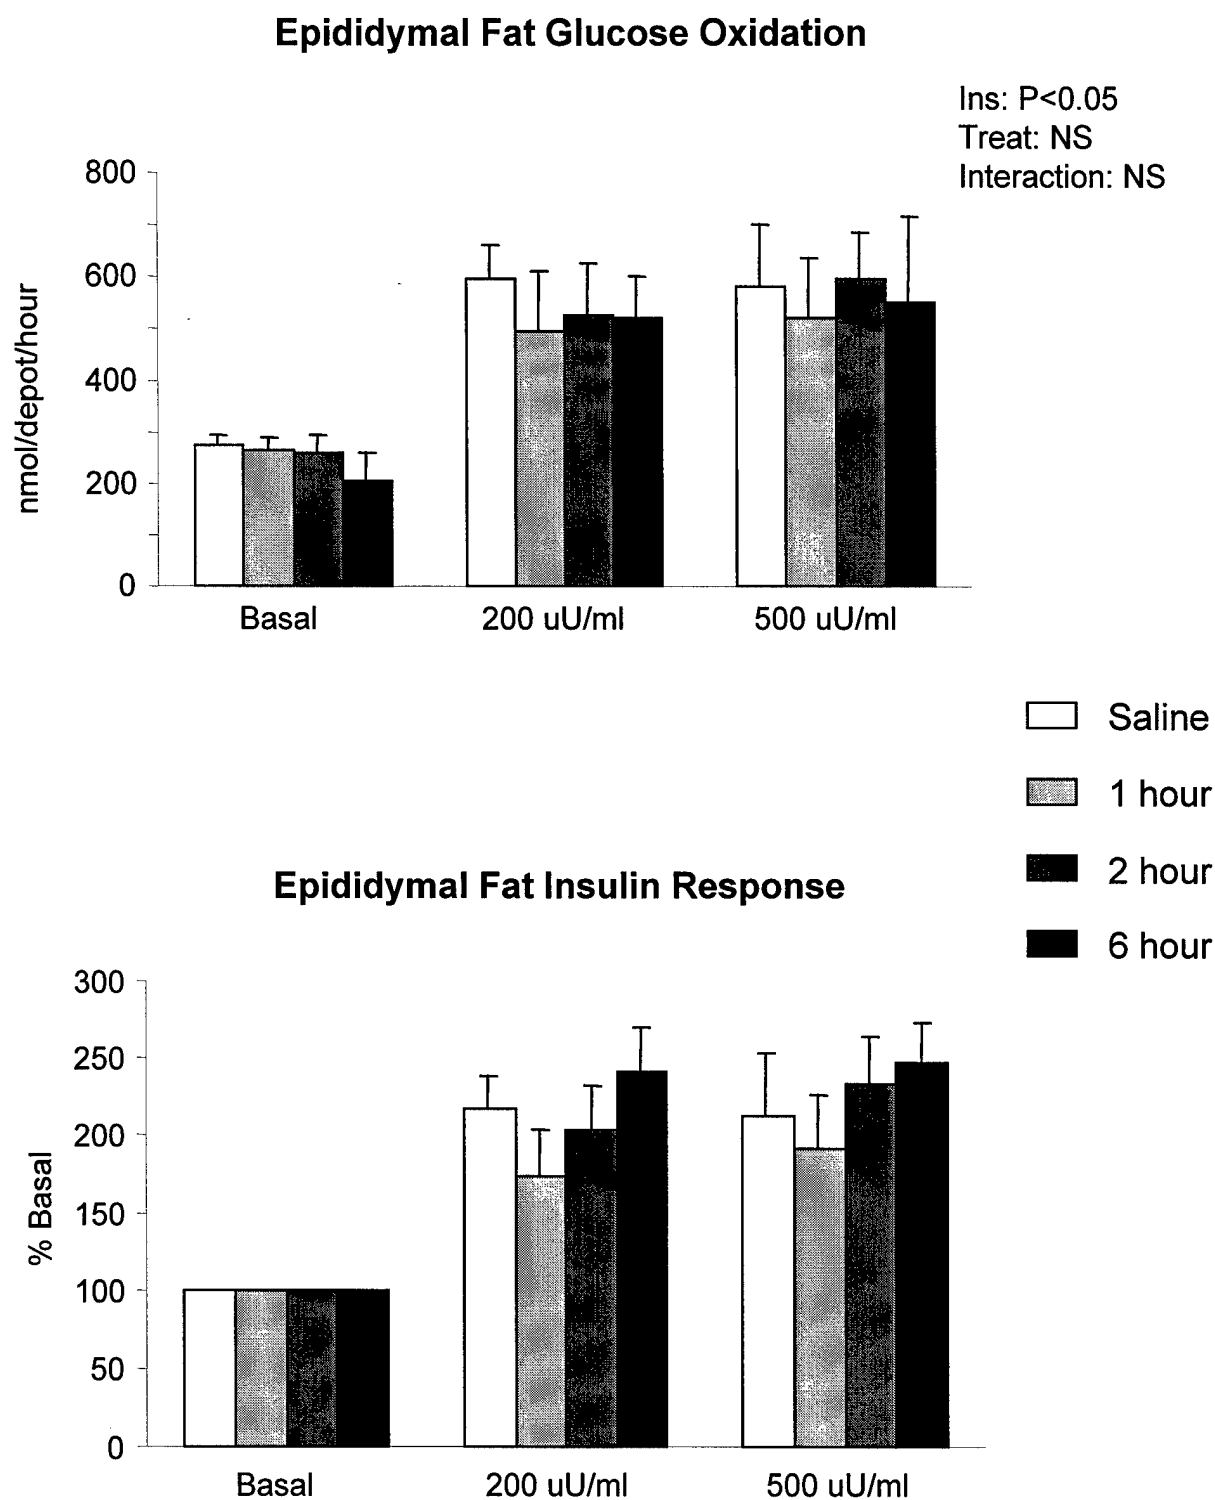 Epididymal Fat Glucose Oxidation
Ins: P<0.05
Treat: NS
Interaction: NS
800
600
400
200
0
nmol/depot/hour
Basal
200 uU/ml
500 uU/ml
Saline
1 hour
2 hour
6 hour
Epididymal Fat Insulin Response
300
250
200
150
100
50
0
% Basal
Basal
200 uU/ml
500 uU/ml